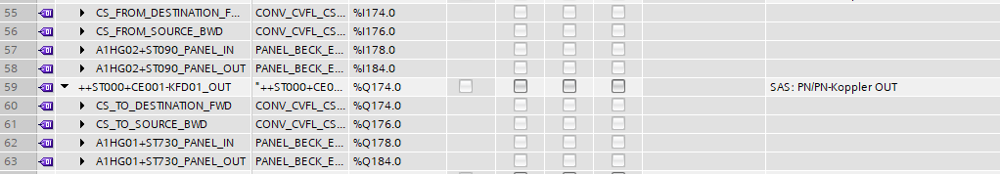 55 CS_FROM_DESTINATION_F... CONV_CVFL_CS... %I174.0
56 CS_FROM_SOURCE_BWD CONV_CVFL_CS... %I176.0
57 A1HG02+ST090_PANEL_IN PANEL_BECK_E... %I178.0
58 A1HG02+ST090_PANEL_OUT PANEL_BECK_E... %I184.0
59 ++ST000+CE001-KFD01_OUT "++ST000+CE0... %Q174.0 SAS: PN/PN-Koppler OUT
60 CS_TO_DESTINATION_FWD CONV_CVFL_CS... %Q174.0
61 CS_TO_SOURCE_BWD CONV_CVFL_CS... %Q176.0
62 A1HG01+ST730_PANEL_IN PANEL_BECK_E... %Q178.0
63 A1HG01+ST730_PANEL_OUT PANEL_BECK_E... %Q184.0